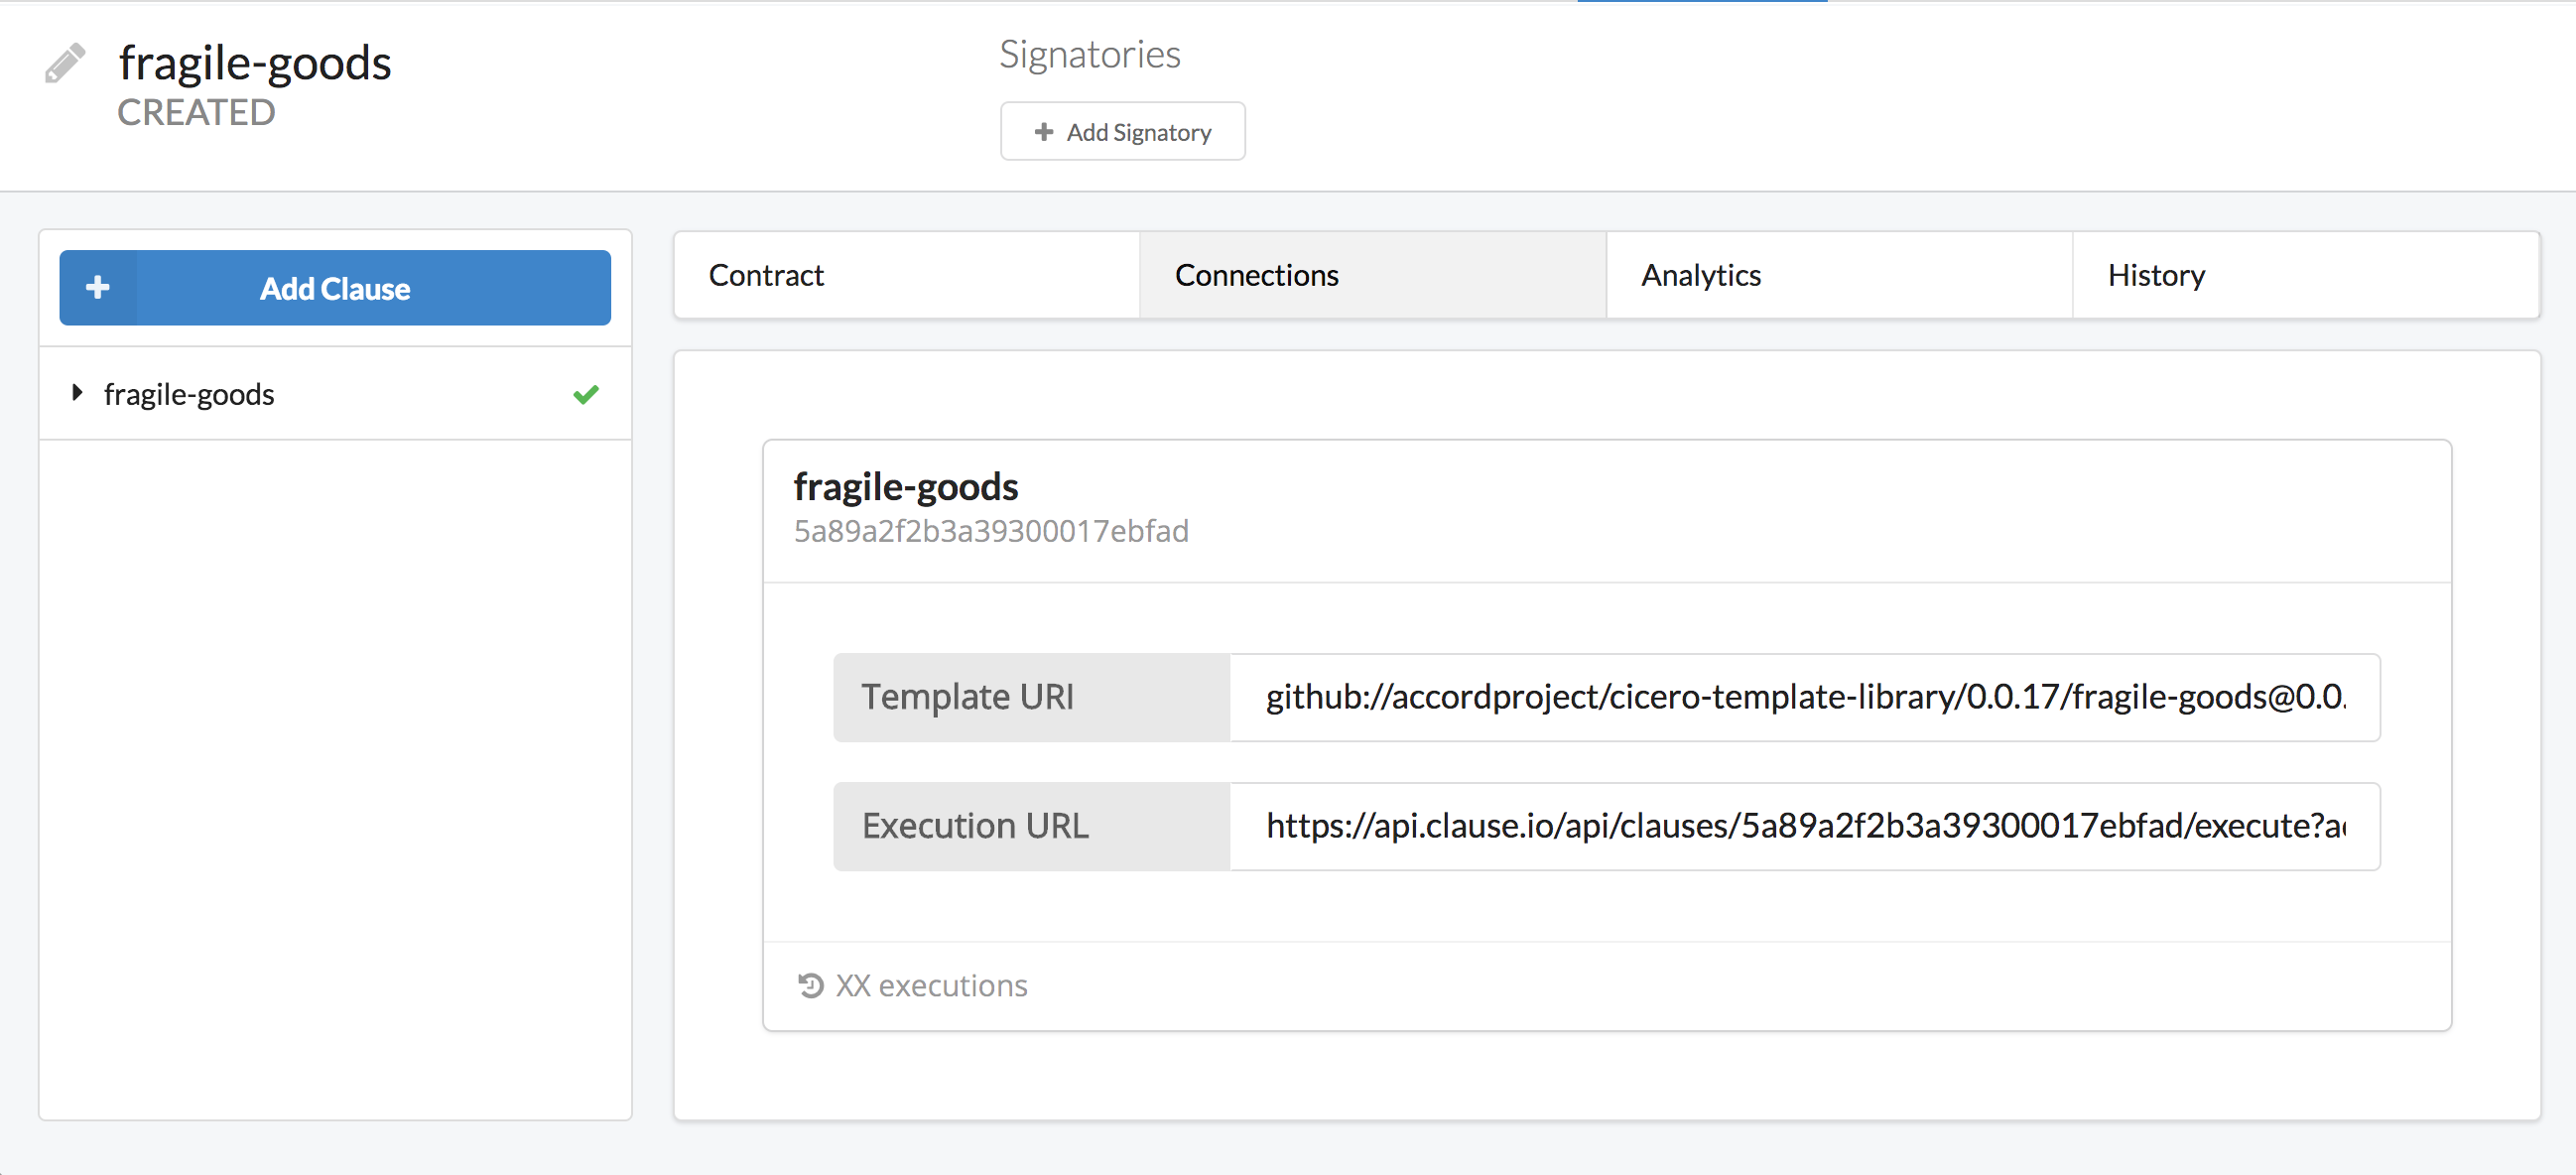 fragile-goods
CREATED
Signatories
Add Signatory
Add Clause
fragile-goods
Contract
Connections
Analytics
History
fragile-goods
5a89a2f2b3a39300017ebfad
Template URI
github://accordproject/cicero-template-library/0.0.17/fragile-goods@0.0.
Execution URL
https://api.clause.io/api/clauses/5a89a2f2b3a39300017ebfad/execute?a
XX executions